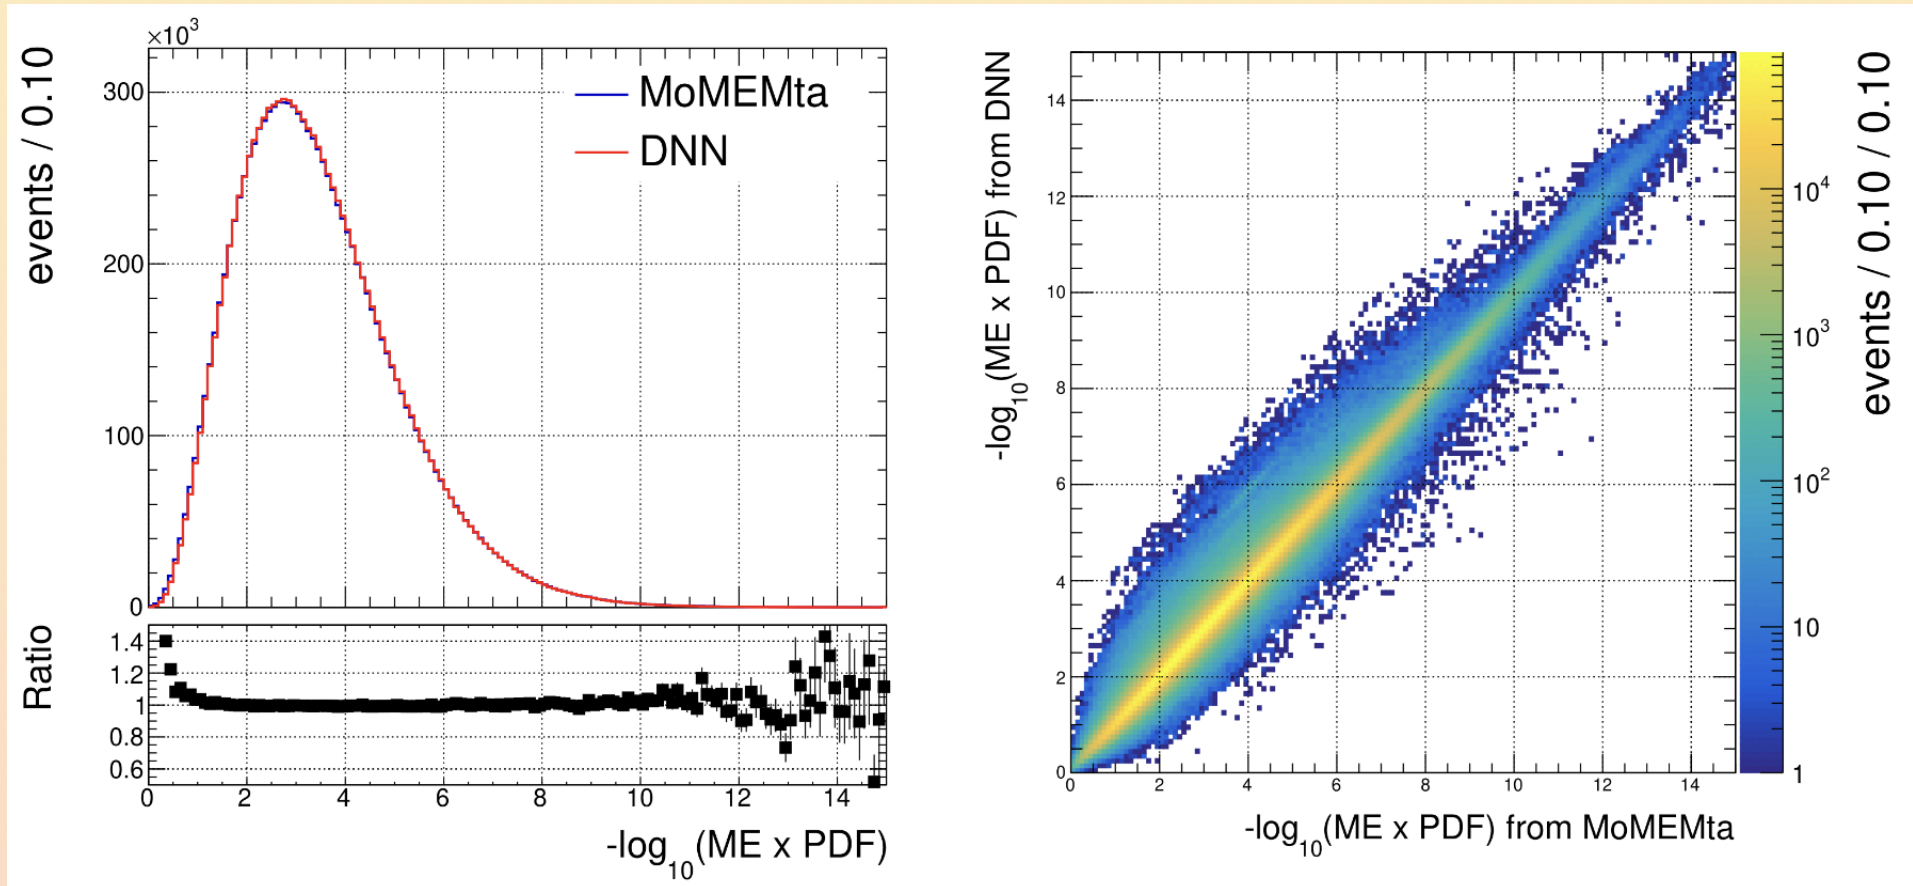 ×10³
events / 0.10
300
200
100
0
MoMEMta
DNN
Ratio
1.4
1.2
1
0.8
0.6
0 2 4 6 8 10 12 14
-log₁₀(ME x PDF)
-log₁₀(ME x PDF) from DNN
14
12
10
8
6
4
2
0
0 2 4 6 8 10 12 14
-log₁₀(ME x PDF) from MoMEMta
10⁴
10³
10²
10
1
events / 0.10 / 0.10